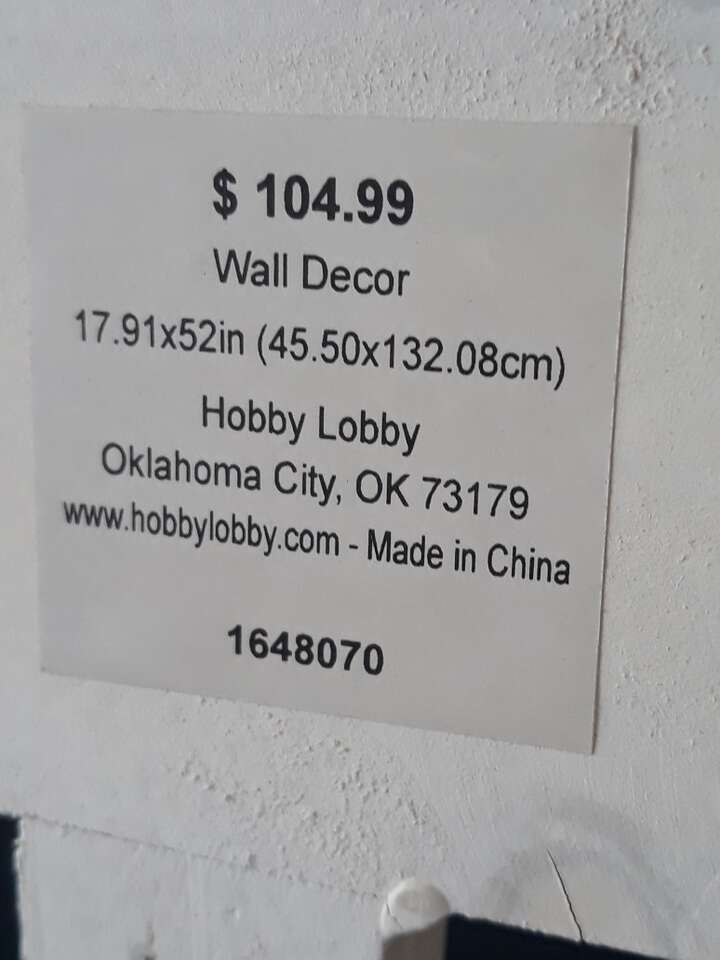 $ 104.99
Wall Decor
17.91x52in (45.50x132.08cm)
Hobby Lobby
Oklahoma City, OK 73179
www.hobbylobby.com - Made in China
1648070